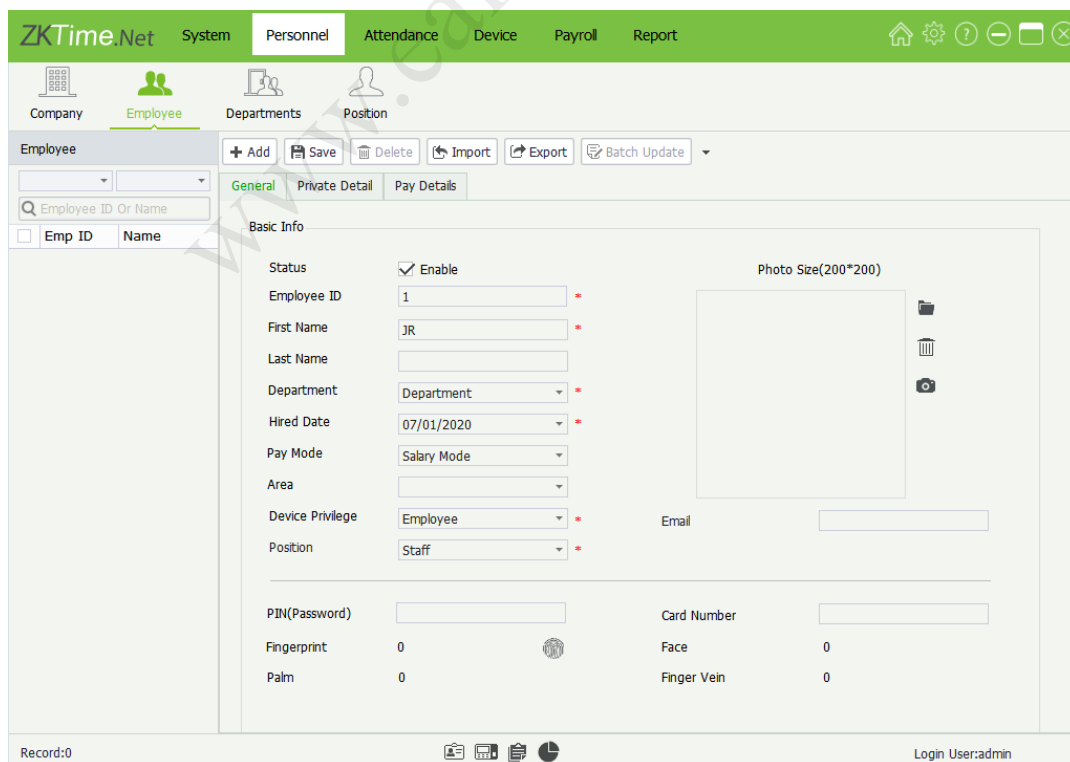 ZKTime.Net System Personnel Attendance Device Payroll Report
Company Employee Departments Position
Employee
+ Add Save Delete Import Export Batch Update
General Private Detail Pay Details
Employee ID Or Name
Emp ID Name
Basic Info
Status Enable Photo Size(200*200)
Employee ID 1 *
First Name JR *
Last Name
Department Department *
Hired Date 07/01/2020 *
Pay Mode Salary Mode
Area
Device Privilege Employee * Email
Position Staff *
PIN(Password) Card Number
Fingerprint 0 Face 0
Palm 0 Finger Vein 0
Record:0 Login User:admin
www.ea